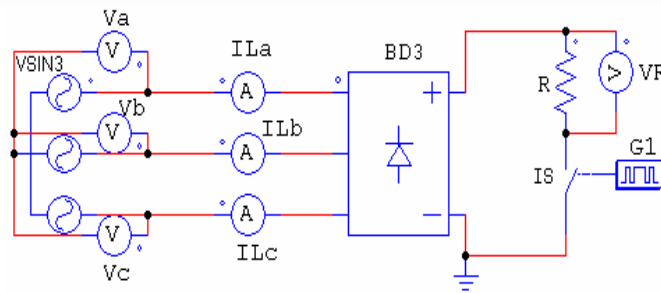 Va
VSIN3
V
ILa
A
BD3
+
R
V
VR
Vb
V
ILb
A
G1
IS
V
Vc
A
ILc
−